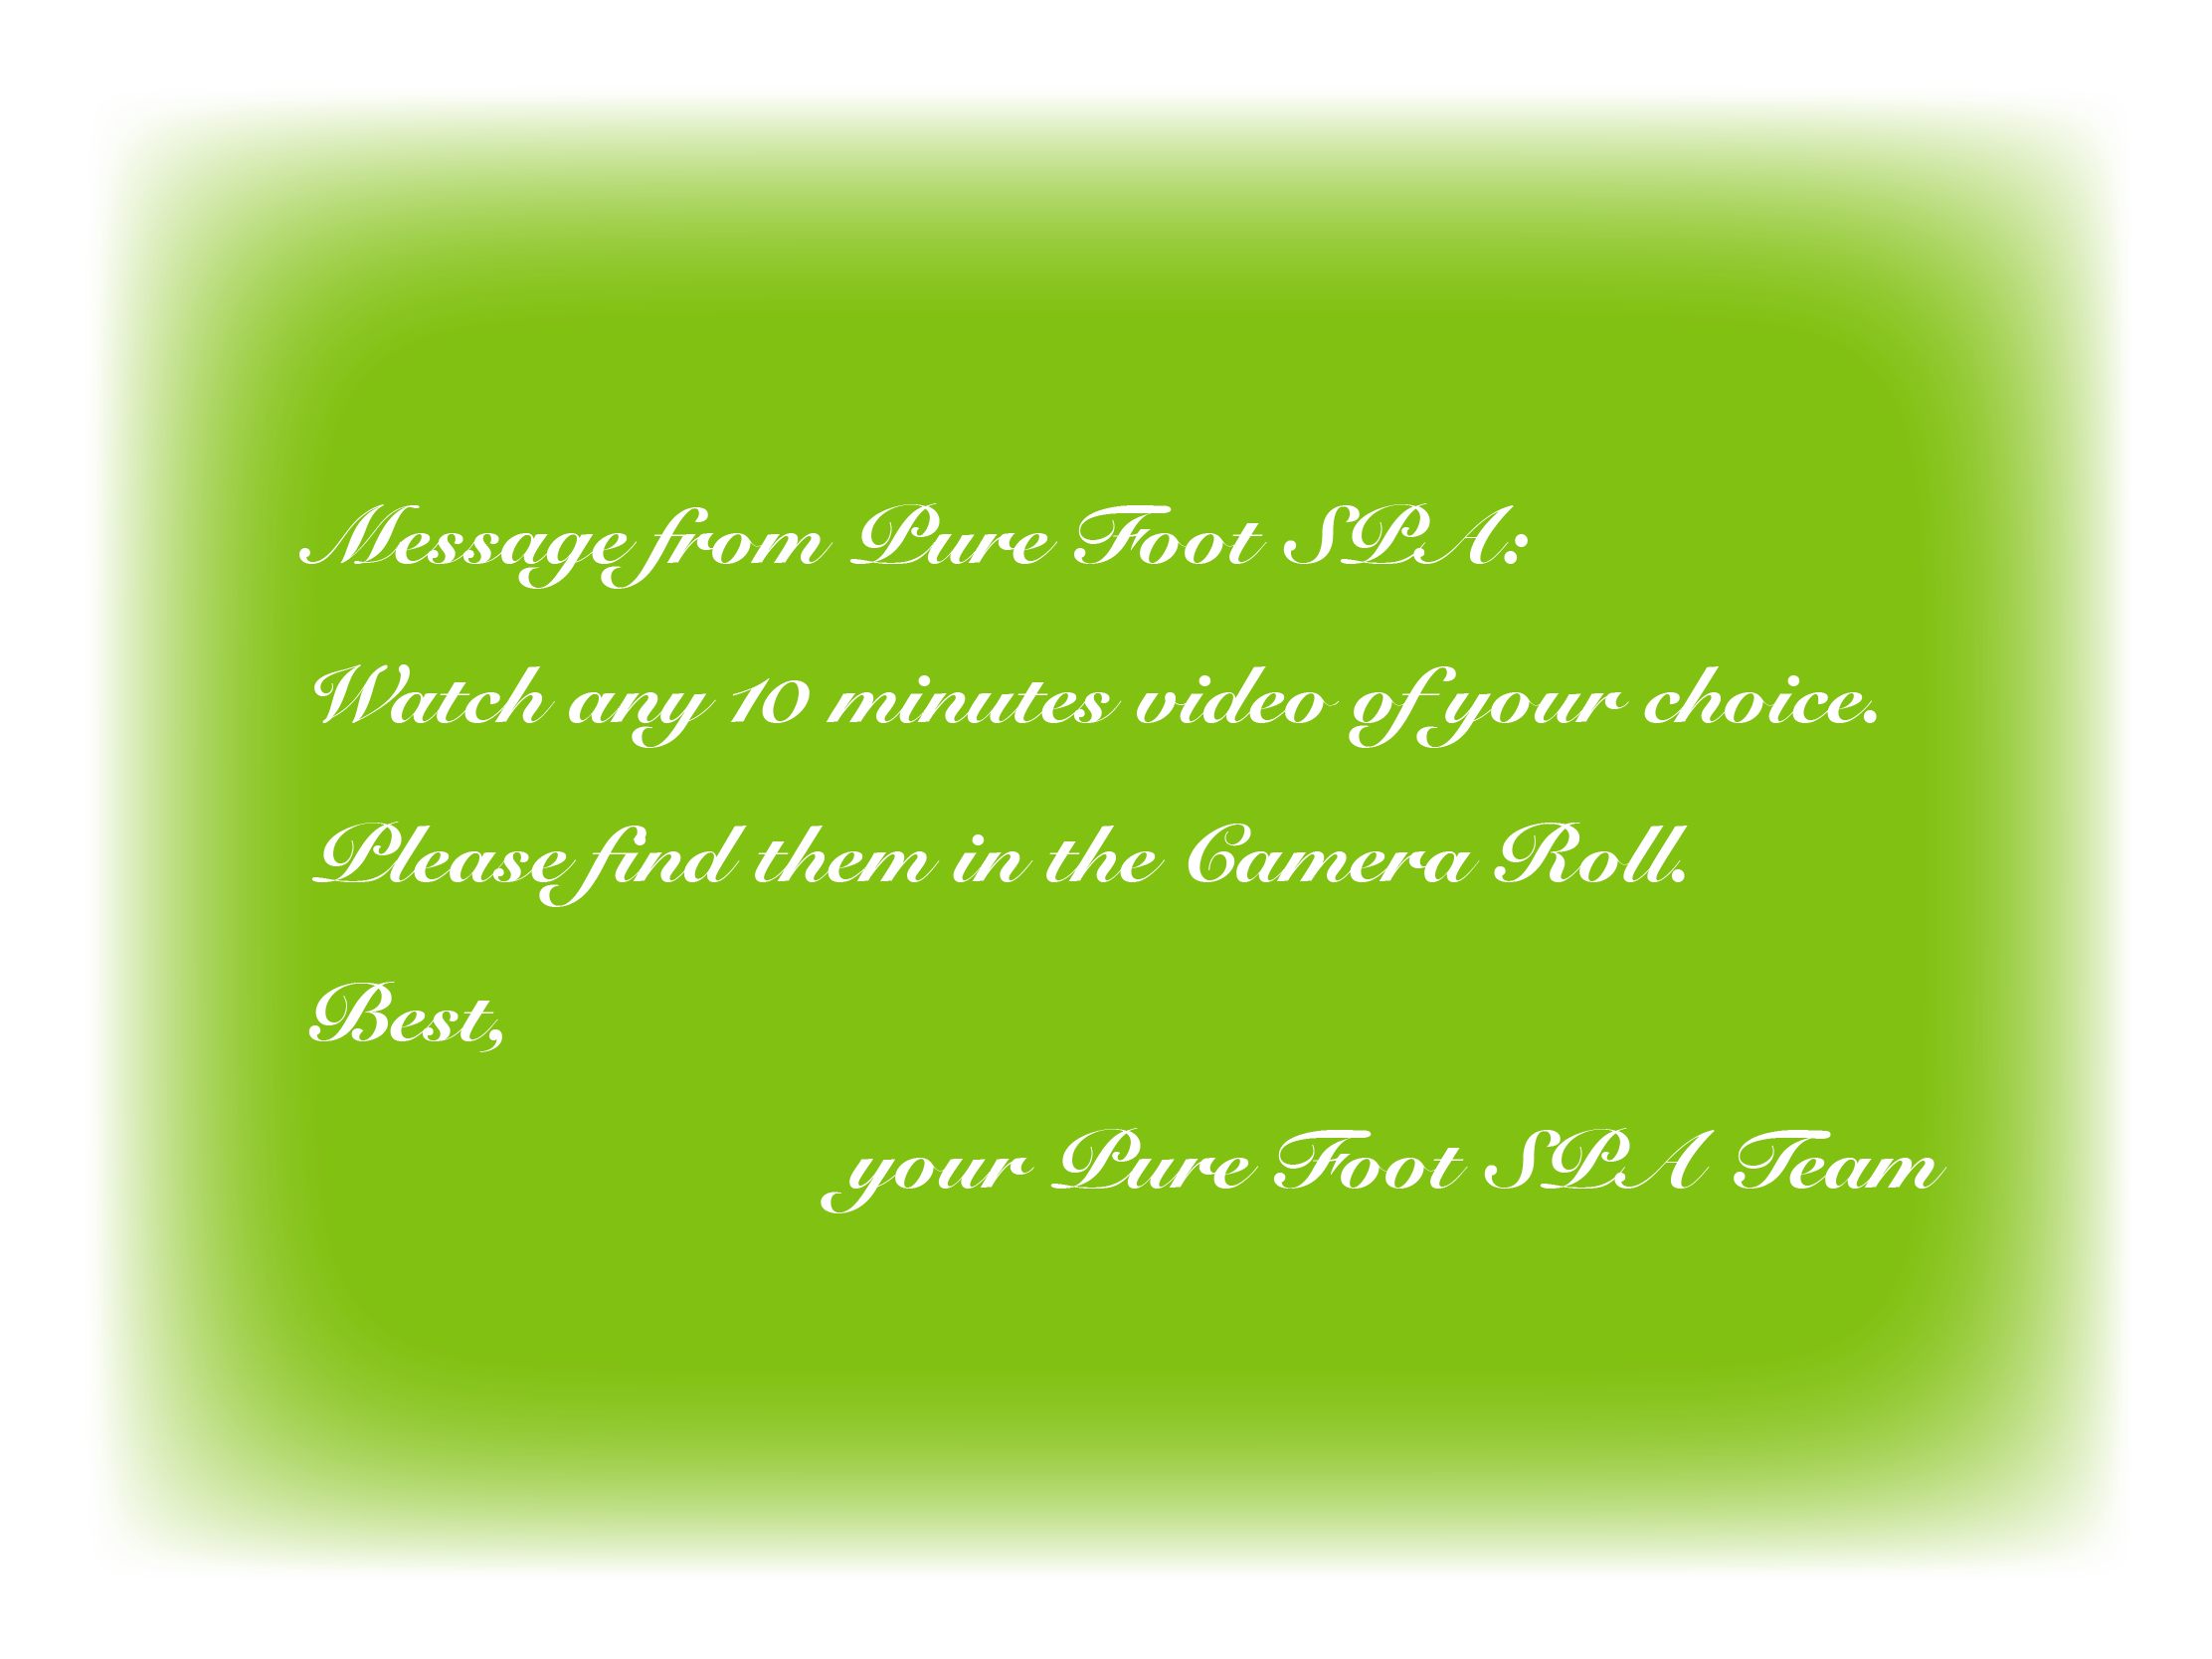 Message from Pure Foot SPA:
Watch any 10 minutes video of your choice.
Please find them in the Camera Roll.
Best,
your Pure Foot SPA Team